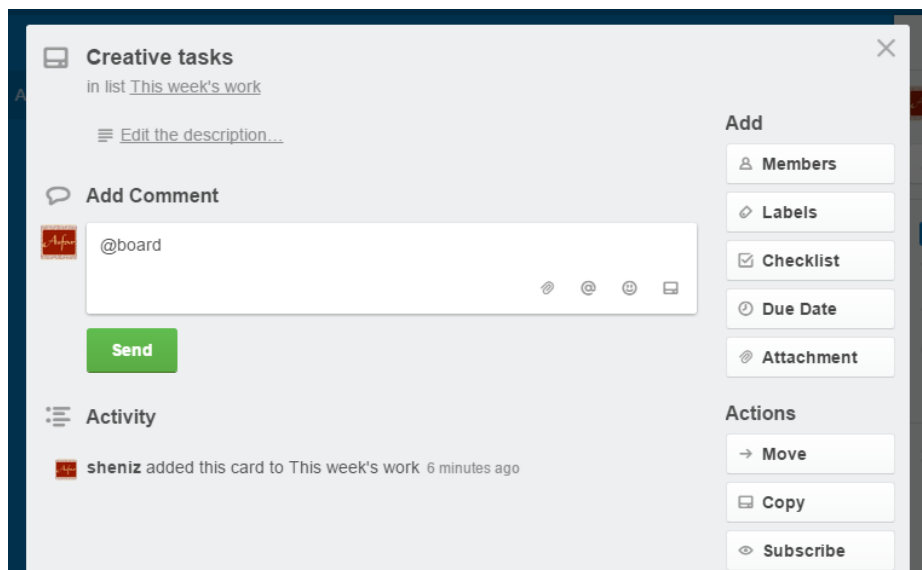 Creative tasks
in list This week's work
Edit the description...
Add Comment
@board
Send
Activity
sheniz added this card to This week's work 6 minutes ago
Add
Members
Labels
Checklist
Due Date
Attachment
Actions
Move
Copy
Subscribe